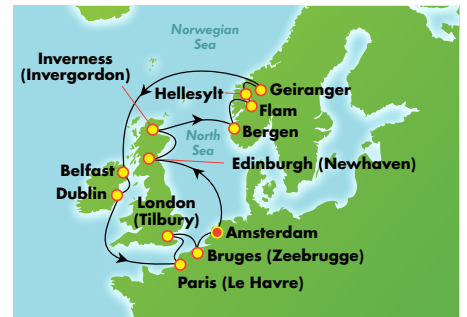 Norwegian
Sea
Inverness
(Invergordon)
Hellesylt
Geiranger
Flam
Bergen
North
Sea
Edinburgh (Newhaven)
Belfast
Dublin
London
(Tilbury)
Amsterdam
Bruges (Zeebrugge)
Paris (Le Havre)